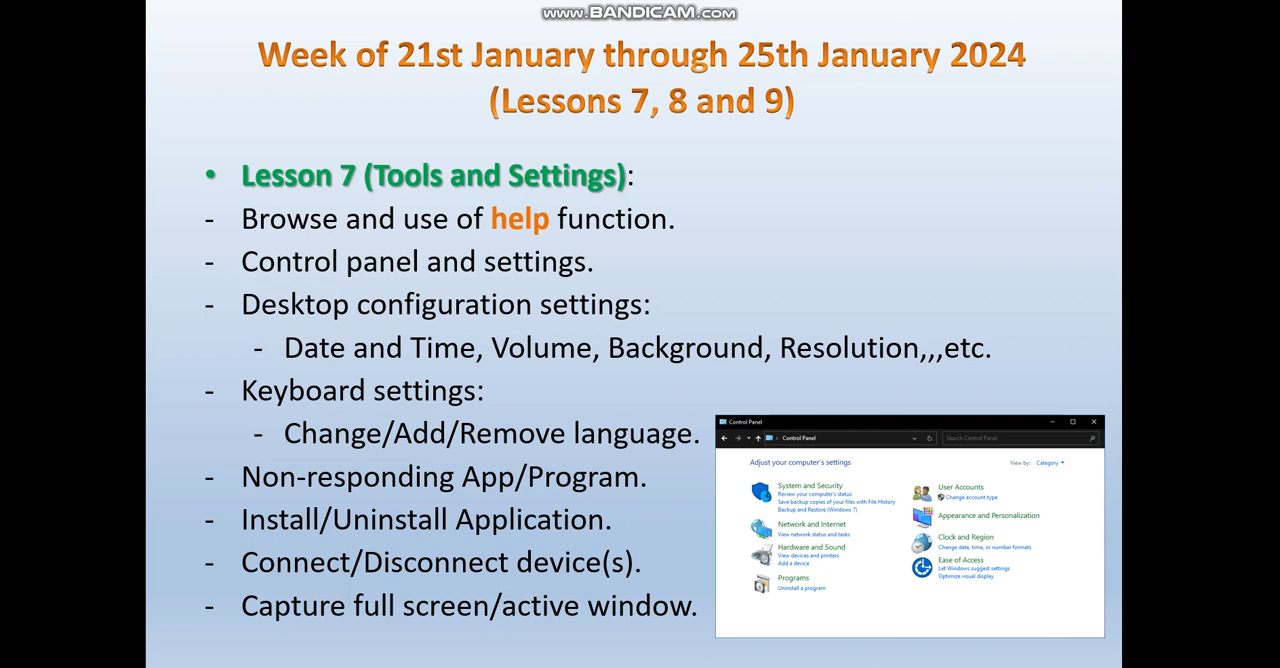 www.BANDICAM.com
Week of 21st January through 25th January 2024
(Lessons 7, 8 and 9)
• Lesson 7 (Tools and Settings):
- Browse and use of help function.
- Control panel and settings.
- Desktop configuration settings:
- Date and Time, Volume, Background, Resolution,,,etc.
- Keyboard settings:
- Change/Add/Remove language.
- Non-responding App/Program.
- Install/Uninstall Application.
- Connect/Disconnect device(s).
- Capture full screen/active window.
Control Panel
Control Panel
Search Control Panel
Adjust your computer's settings
View by: Category
System and Security
Review your computer's status
Save backup copies of your files with File History
Backup and Restore (Windows 7)
Network and Internet
View network status and tasks
Hardware and Sound
View devices and printers
Add a device
Programs
Uninstall a program
User Accounts
Change account type
Appearance and Personalization
Clock and Region
Change date, time, or number formats
Ease of Access
Let Windows suggest settings
Optimize visual display